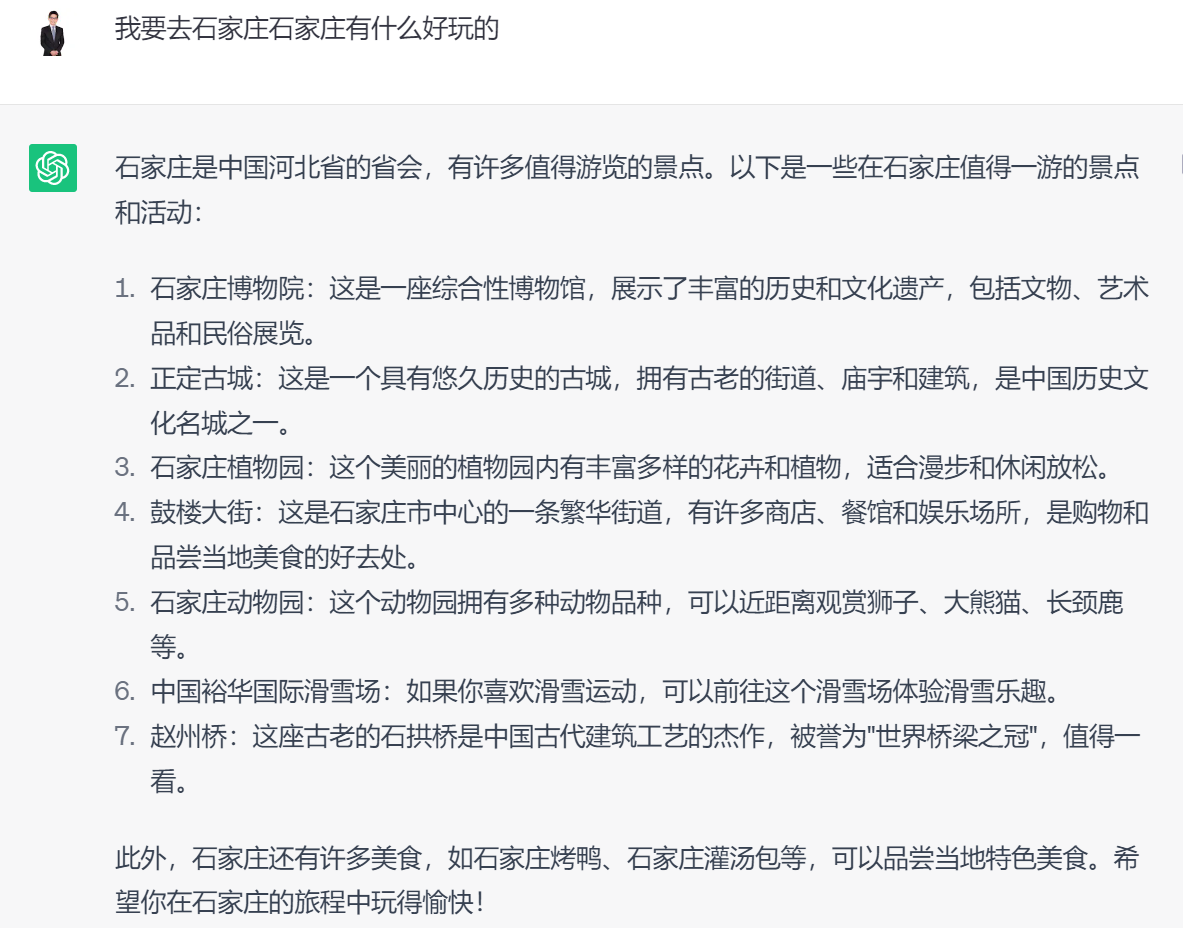 我要去石家庄石家庄有什么好玩的
石家庄是中国河北省的省会，有许多值得游览的景点。以下是一些在石家庄值得一游的景点
和活动：
1. 石家庄博物院：这是一座综合性博物馆，展示了丰富的历史和文化遗产，包括文物、艺术
品和民俗展览。
2. 正定古城：这是一个具有悠久历史的古城，拥有古老的街道、庙宇和建筑，是中国历史文
化名城之一。
3. 石家庄植物园：这个美丽的植物园内有丰富多样的花卉和植物，适合漫步和休闲放松。
4. 鼓楼大街：这是石家庄市中心的一条繁华街道，有许多商店、餐馆和娱乐场所，是购物和
品尝当地美食的好去处。
5. 石家庄动物园：这个动物园拥有多种动物品种，可以近距离观赏狮子、大熊猫、长颈鹿
等。
6. 中国裕华国际滑雪场：如果你喜欢滑雪运动，可以前往这个滑雪场体验滑雪乐趣。
7. 赵州桥：这座古老的石拱桥是中国古代建筑工艺的杰作，被誉为"世界桥梁之冠"，值得一
看。
此外，石家庄还有许多美食，如石家庄烤鸭、石家庄灌汤包等，可以品尝当地特色美食。希
望你在石家庄的旅程中玩得愉快！